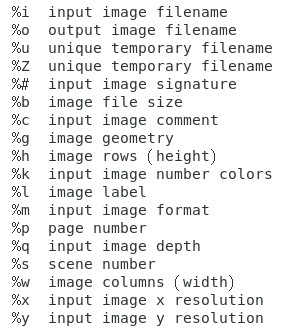 %i input image filename
%o output image filename
%u unique temporary filename
%Z unique temporary filename
%# input image signature
%b image file size
%c input image comment
%g image geometry
%h image rows (height)
%k input image number colors
%l image label
%m input image format
%p page number
%q input image depth
%s scene number
%w image columns (width)
%x input image x resolution
%y input image y resolution